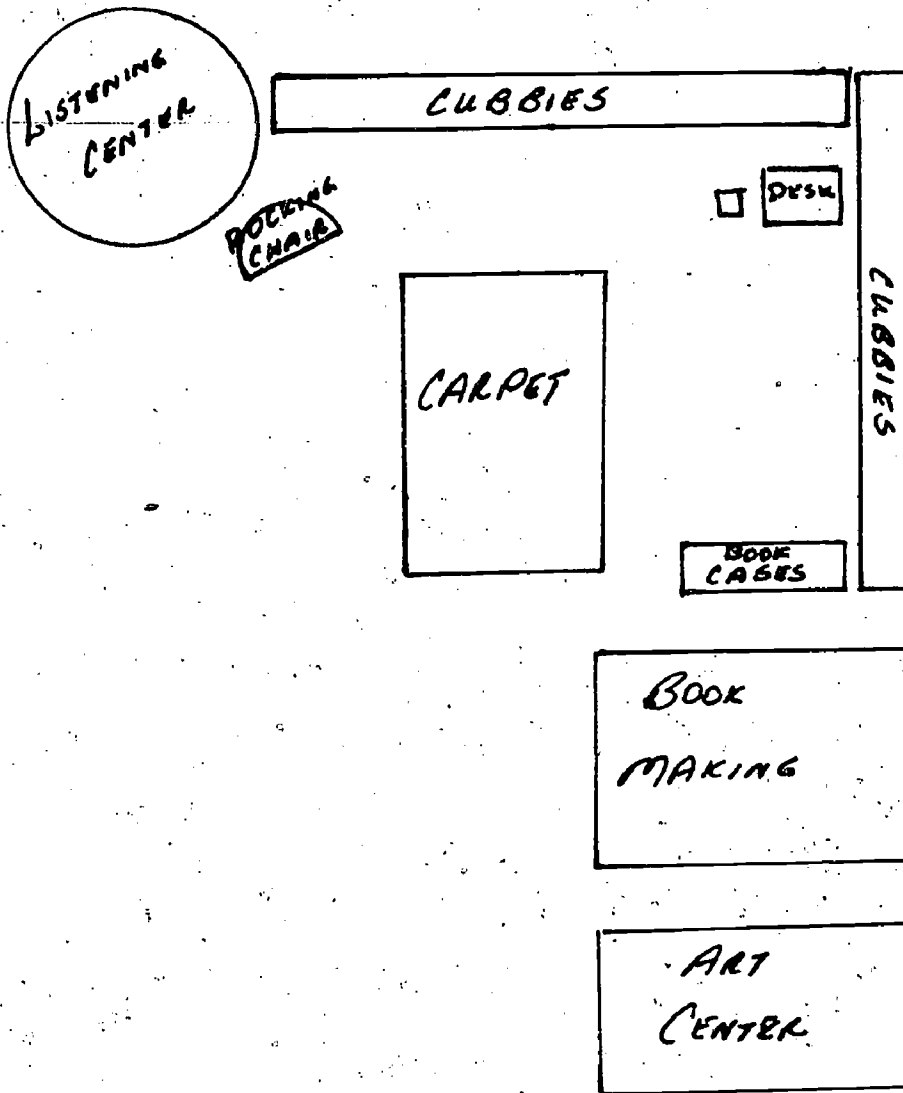 LISTENING
CENTER
CUBBIES
DESK
ROCKING
CHAIR
CUBBIES
CARPET
BOOK
CASES
BOOK
MAKING
ART
CENTER